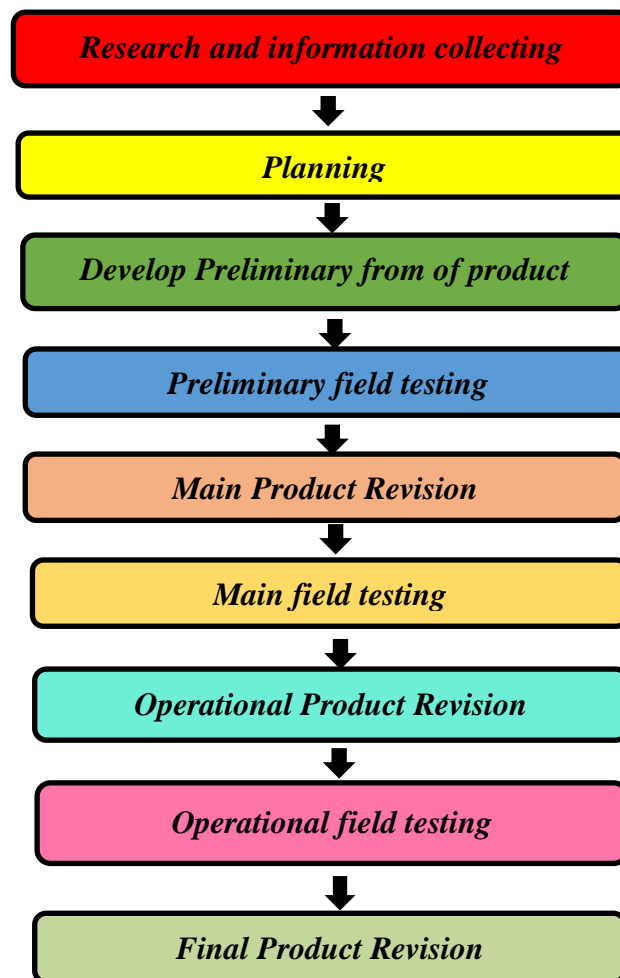 Research and information collecting
Planning
Develop Preliminary from of product
Preliminary field testing
Main Product Revision
Main field testing
Operational Product Revision
Operational field testing
Final Product Revision